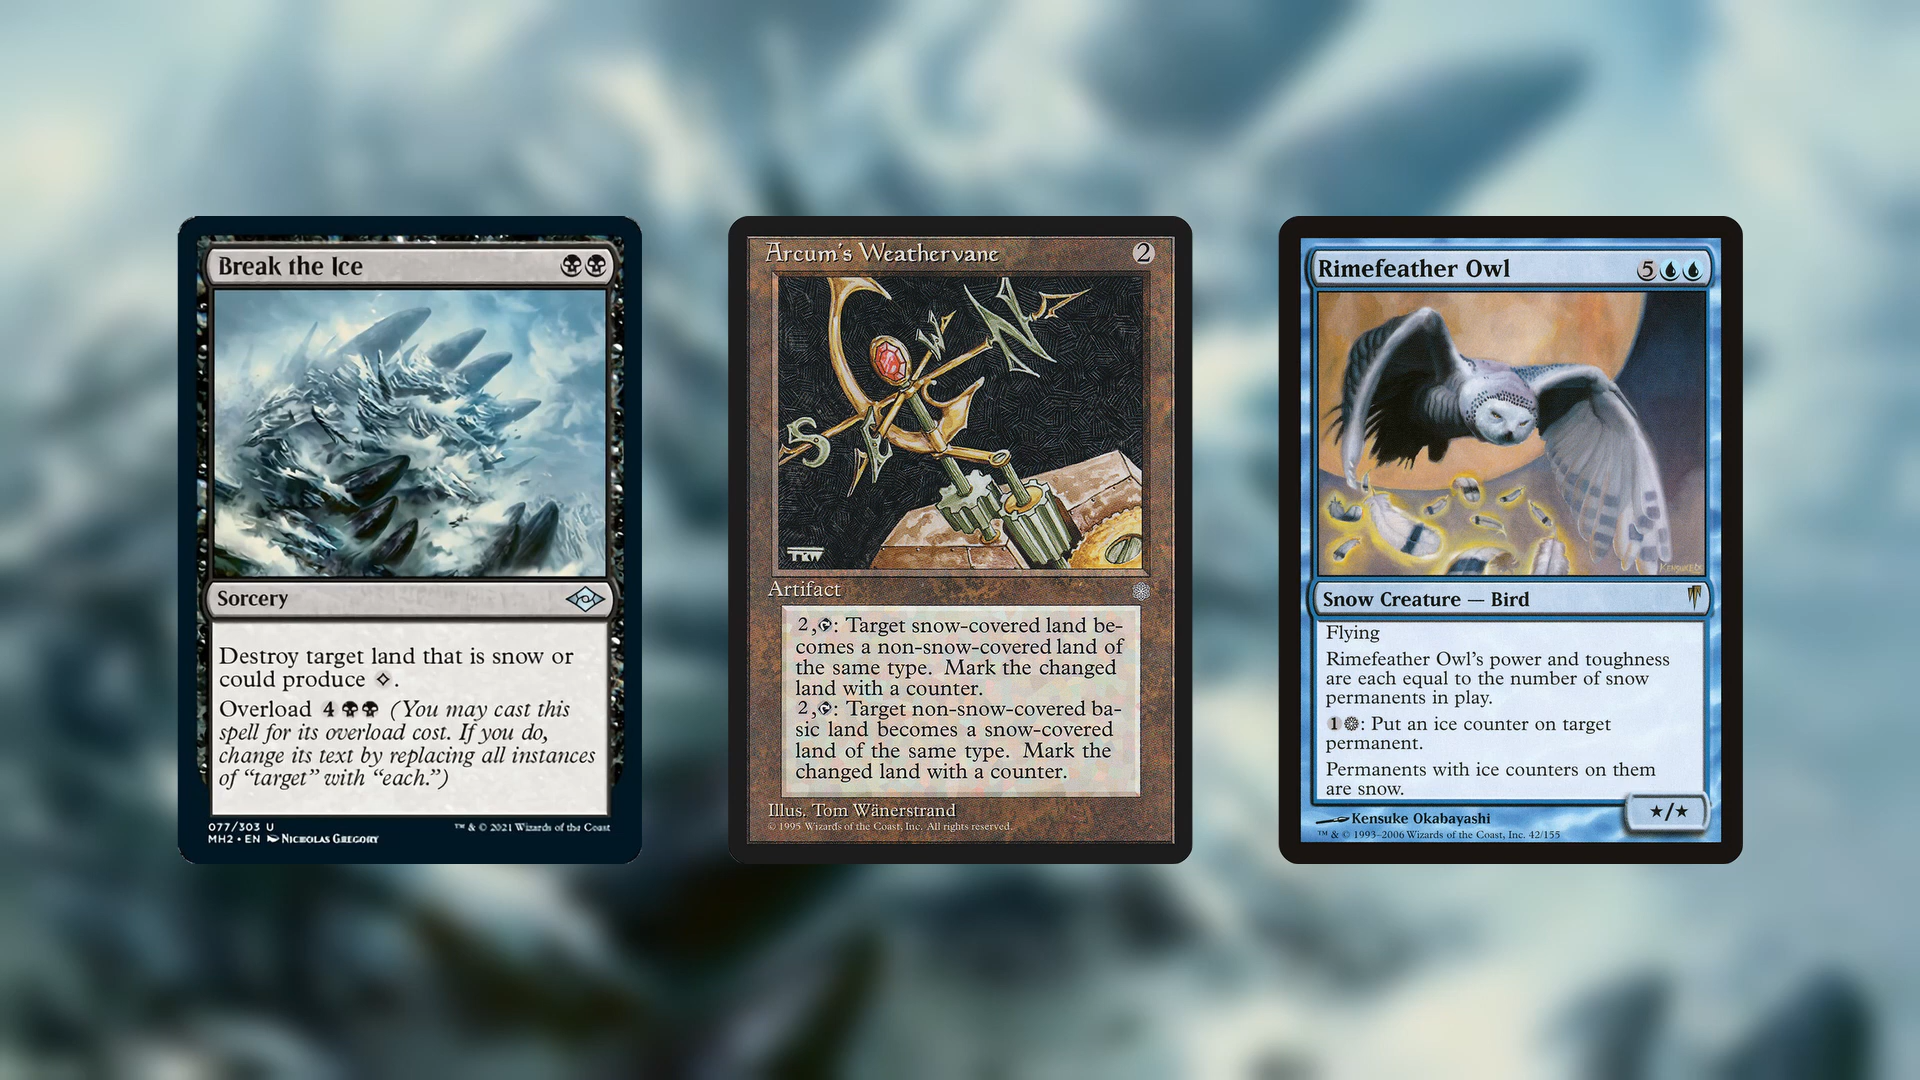 Break the Ice
Sorcery
Destroy target land that is snow or
could produce ◇.
Overload 4 (You may cast this
spell for its overload cost. If you do,
change its text by replacing all instances
of “target” with “each.”)
077/303 U
MH2 • EN Nicholas Gregory
™ & © 2021 Wizards of the Coast
Arcum's Weathervane 2
S E W N
TKW
Artifact
2,: Target snow-covered land be-
comes a non-snow-covered land of
the same type. Mark the changed
land with a counter.
2,: Target non-snow-covered ba-
sic land becomes a snow-covered
land of the same type. Mark the
changed land with a counter.
Illus. Tom Wänerstrand
© 1995 Wizards of the Coast, Inc. All rights reserved.
Rimefeather Owl 5
Snow Creature — Bird
Flying
Rimefeather Owl's power and toughness
are each equal to the number of snow
permanents in play.
1: Put an ice counter on target
permanent.
Permanents with ice counters on them
are snow.
★/★
Kensuke Okabayashi
™ & © 1993–2006 Wizards of the Coast, Inc. 42/155